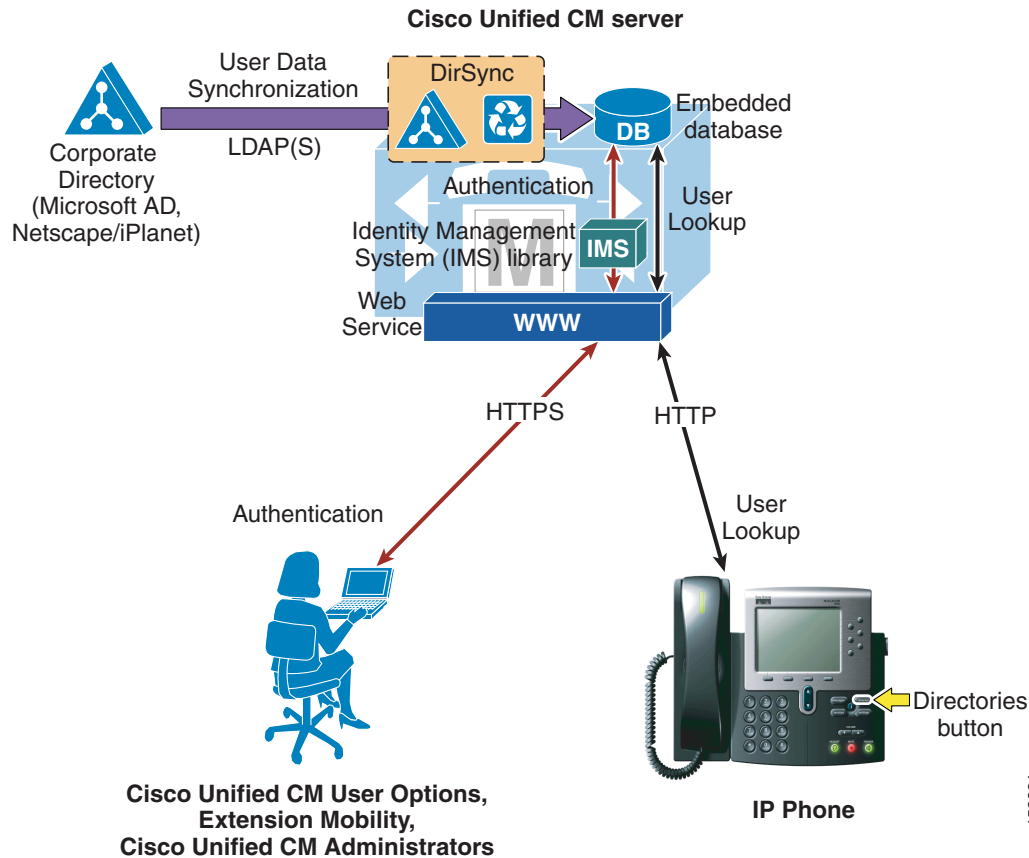 Cisco Unified CM server
User Data
Synchronization
LDAP(S)
DirSync
DB
Embedded
database
Corporate
Directory
(Microsoft AD,
Netscape/iPlanet)
Authentication
User
Lookup
Identity Management
System (IMS) library
IMS
M
Web
Service
WWW
HTTPS
HTTP
Authentication
User
Lookup
Directories
button
Cisco Unified CM User Options,
Extension Mobility,
Cisco Unified CM Administrators
IP Phone